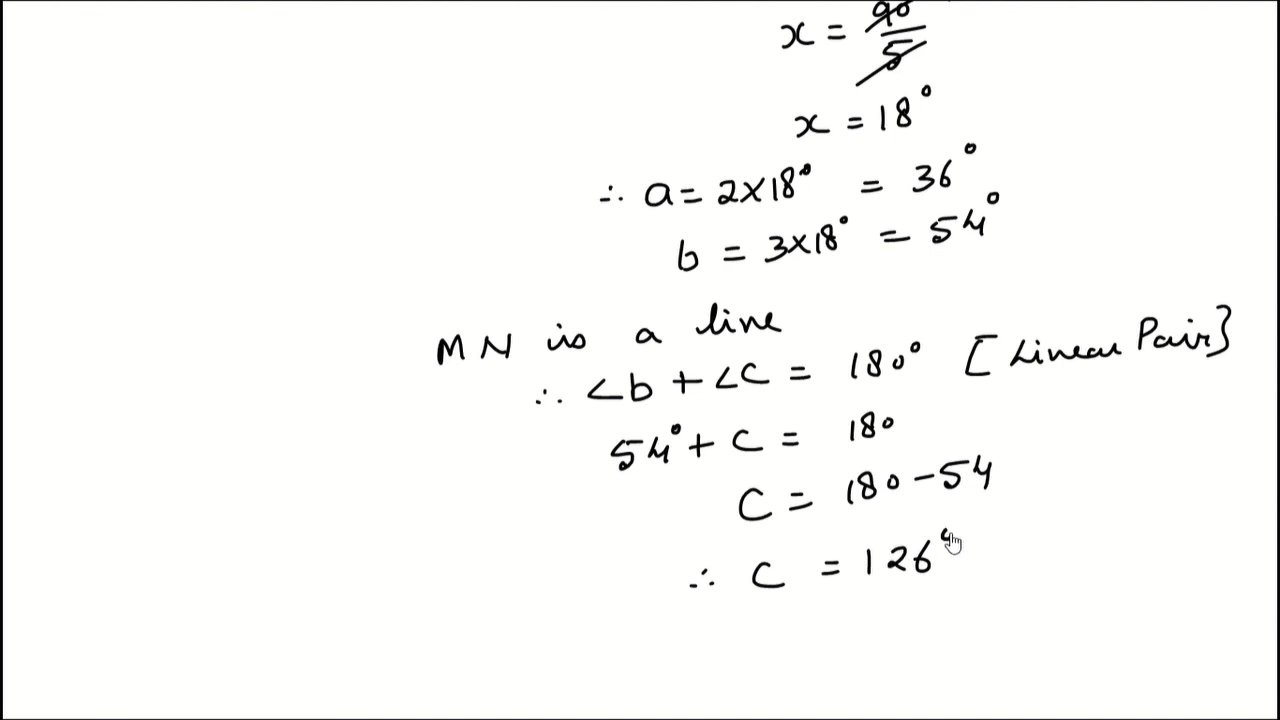 x = 90/5
x = 18°
∴ a = 2×18° = 36°
b = 3×18° = 54°
MN is a line
∴ ∠b + ∠C = 180° [Linear Pair}
54° + C = 180
C = 180 - 54
∴ C = 126°